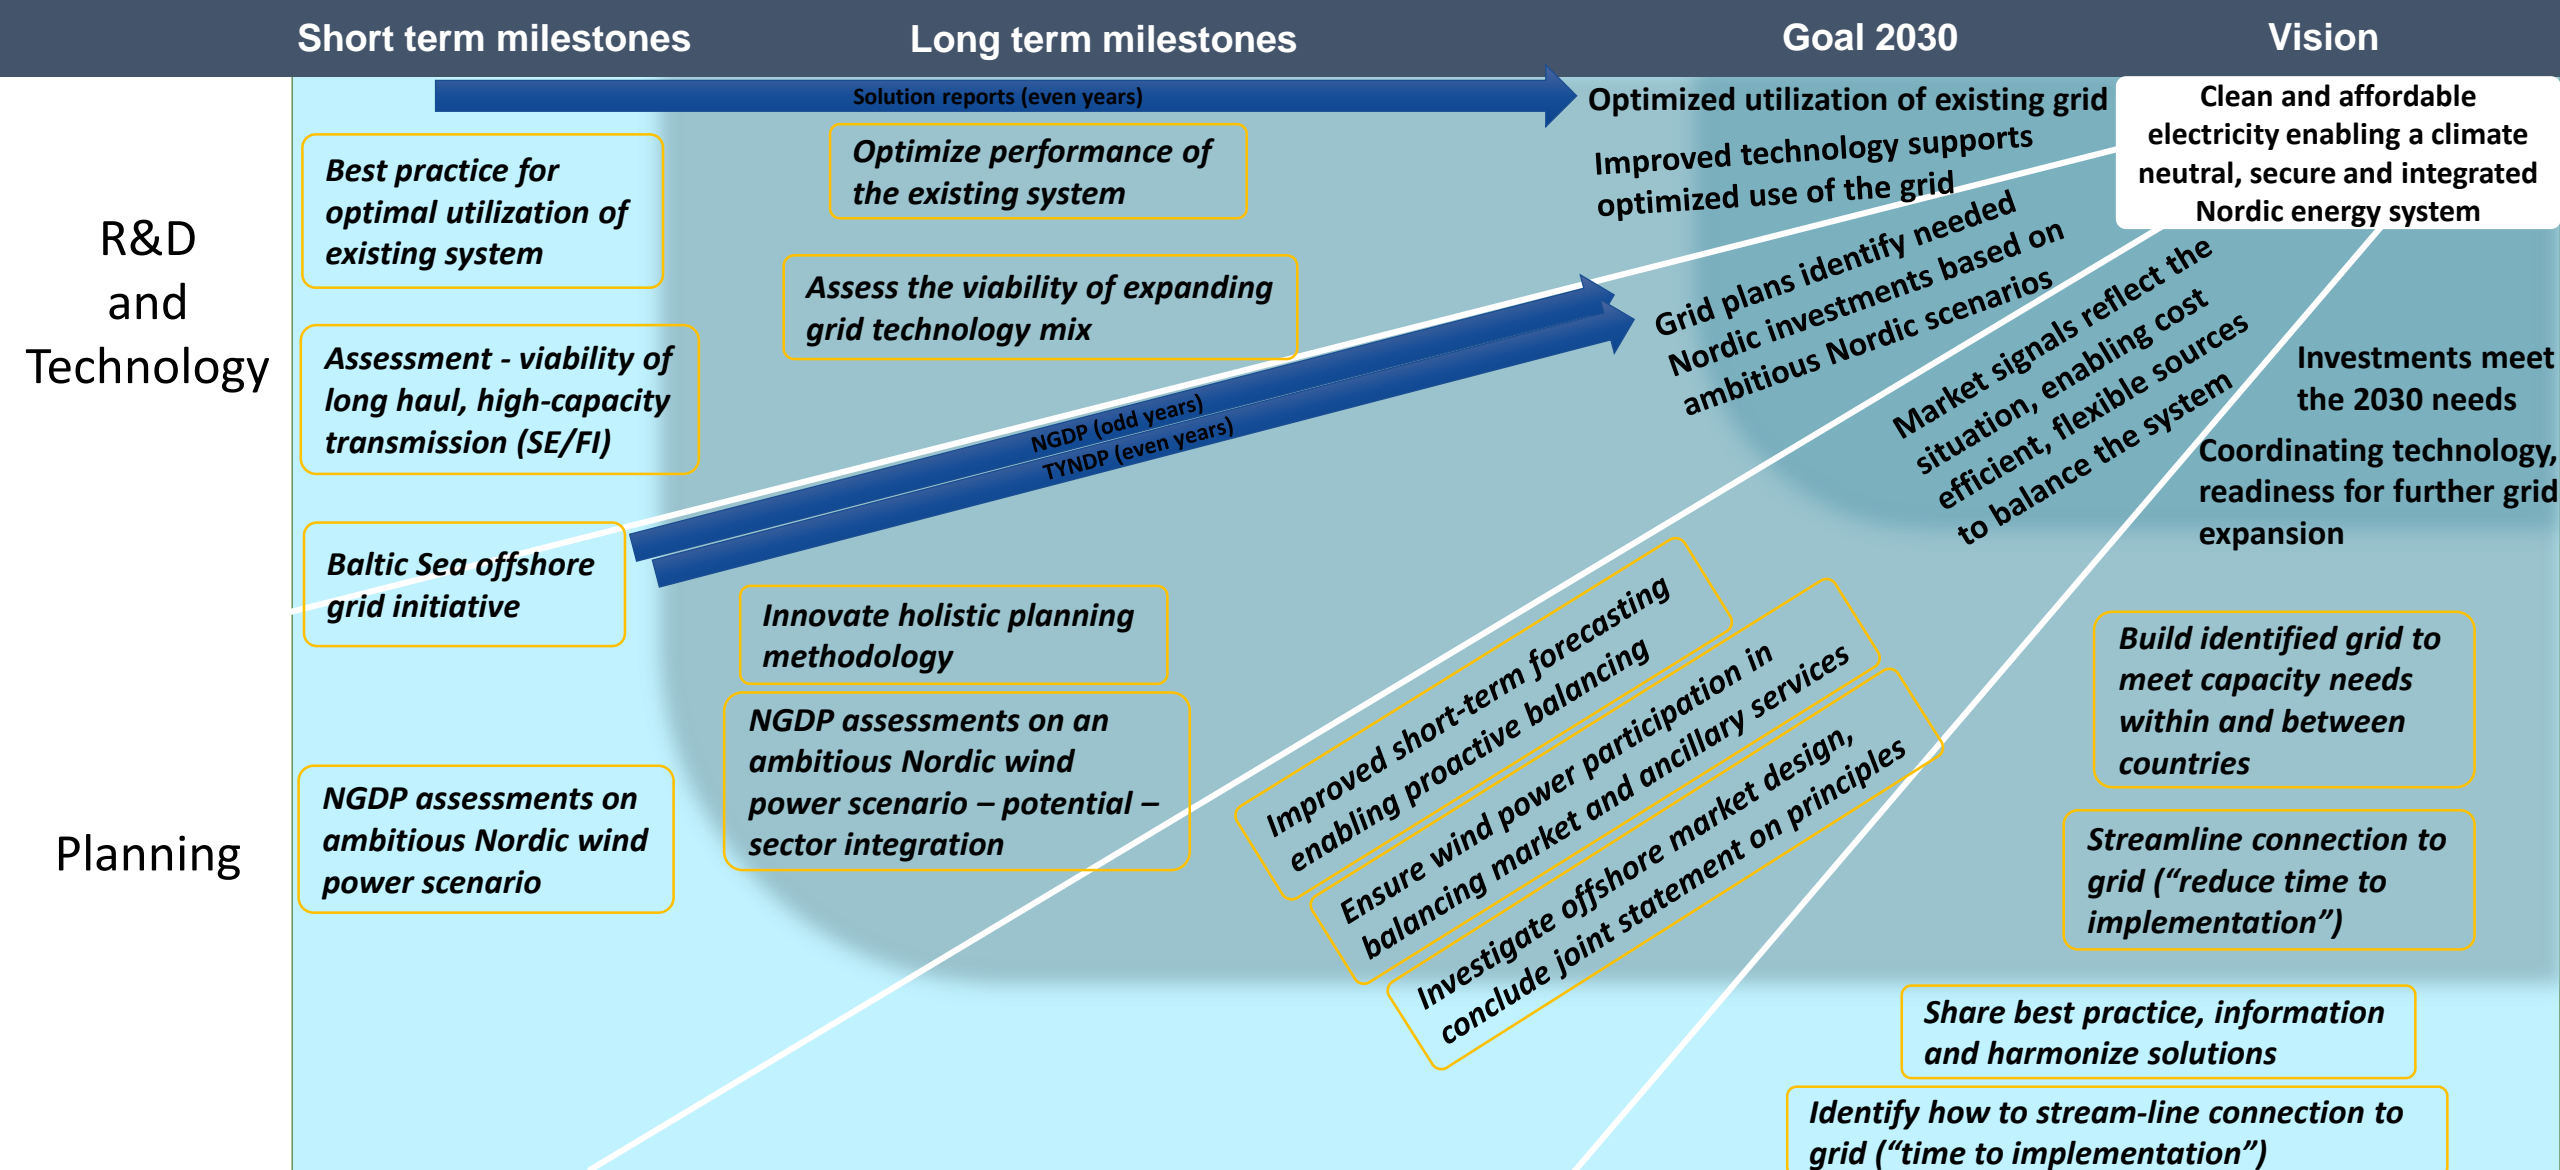 Short term milestones
Long term milestones
Goal 2030
Vision
R&D
and
Technology
Planning
Solution reports (even years)
Best practice for
optimal utilization of
existing system
Optimize performance of
the existing system
Assess the viability of expanding
grid technology mix
Assessment - viability of
long haul, high-capacity
transmission (SE/FI)
Optimized utilization of existing grid
Improved technology supports
optimized use of the grid
Clean and affordable
electricity enabling a climate
neutral, secure and integrated
Nordic energy system
NGDP (odd years)
TYNDP (even years)
Grid plans identify needed
Nordic investments based on
ambitious Nordic scenarios
Baltic Sea offshore
grid initiative
Innovate holistic planning
methodology
NGDP assessments on an
ambitious Nordic wind
power scenario – potential –
sector integration
NGDP assessments on
ambitious Nordic wind
power scenario
Market signals reflect the
situation, enabling cost
efficient, flexible sources
to balance the system
Improved short-term forecasting
enabling proactive balancing
Ensure wind power participation in
balancing market and ancillary services
Investigate offshore market design,
conclude joint statement on principles
Investments meet
the 2030 needs
Coordinating technology,
readiness for further grid
expansion
Build identified grid to
meet capacity needs
within and between
countries
Streamline connection to
grid (“reduce time to
implementation”)
Share best practice, information
and harmonize solutions
Identify how to stream-line connection to
grid (“time to implementation”)